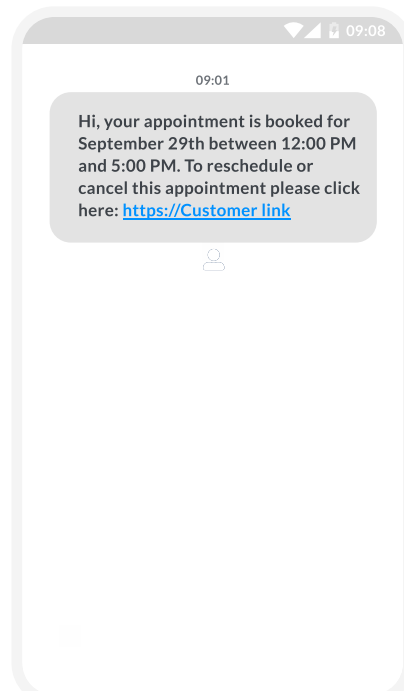 09:08
09:01
Hi, your appointment is booked for
September 29th between 12:00 PM
and 5:00 PM. To reschedule or
cancel this appointment please click
here: https://Customer link